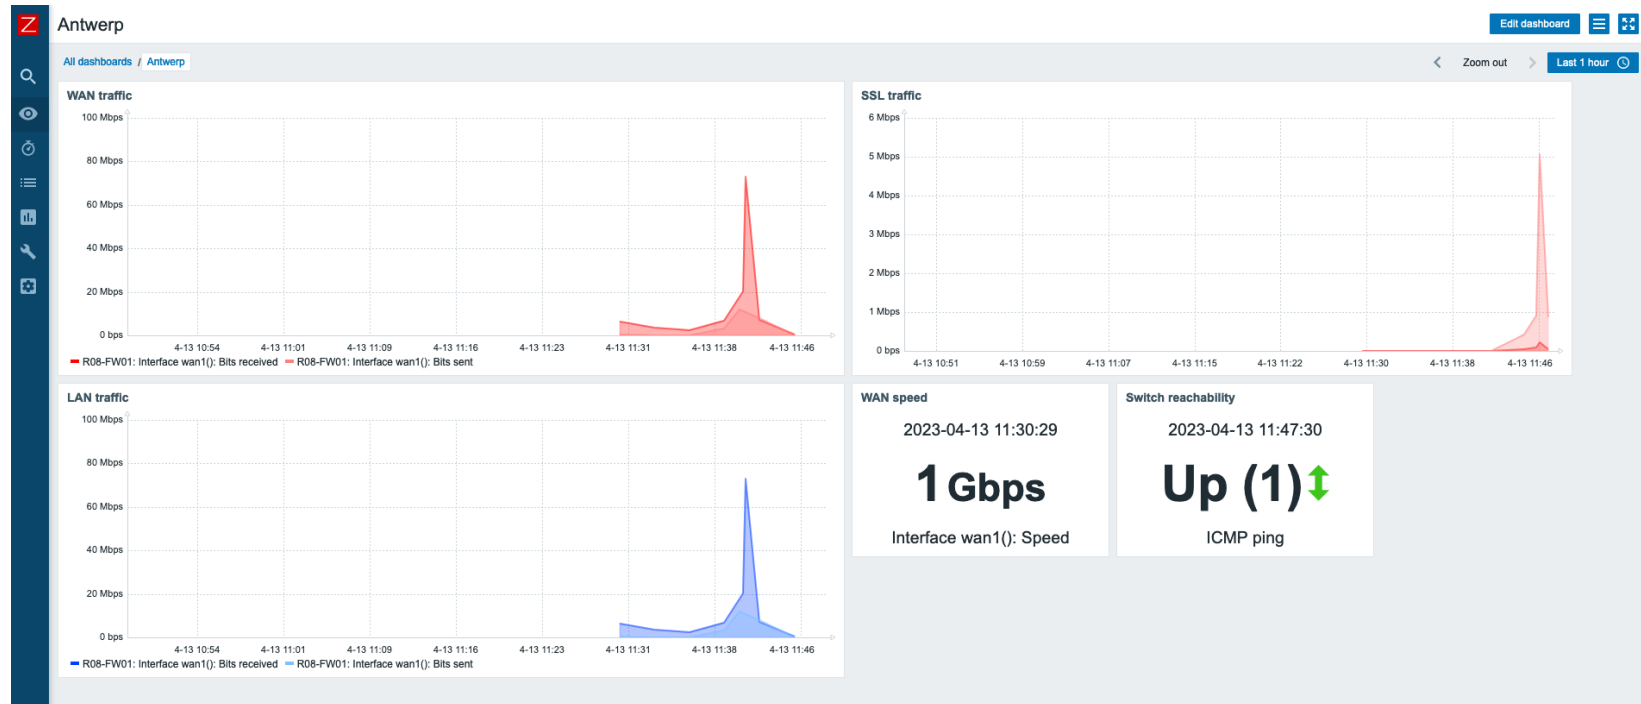 Z
Antwerp
Edit dashboard
All dashboards / Antwerp
Zoom out
Last 1 hour
WAN traffic
100 Mbps
80 Mbps
60 Mbps
40 Mbps
20 Mbps
0 bps
4-13 10:54 4-13 11:01 4-13 11:09 4-13 11:16 4-13 11:23 4-13 11:31 4-13 11:38 4-13 11:46
R08-FW01: Interface wan1(): Bits received R08-FW01: Interface wan1(): Bits sent
SSL traffic
6 Mbps
5 Mbps
4 Mbps
3 Mbps
2 Mbps
1 Mbps
0 bps
4-13 10:51 4-13 10:59 4-13 11:07 4-13 11:15 4-13 11:22 4-13 11:30 4-13 11:38 4-13 11:46
LAN traffic
100 Mbps
80 Mbps
60 Mbps
40 Mbps
20 Mbps
0 bps
4-13 10:54 4-13 11:01 4-13 11:09 4-13 11:16 4-13 11:23 4-13 11:31 4-13 11:38 4-13 11:46
R08-FW01: Interface wan1(): Bits received R08-FW01: Interface wan1(): Bits sent
WAN speed
2023-04-13 11:30:29
1 Gbps
Interface wan1(): Speed
Switch reachability
2023-04-13 11:47:30
Up (1)
ICMP ping